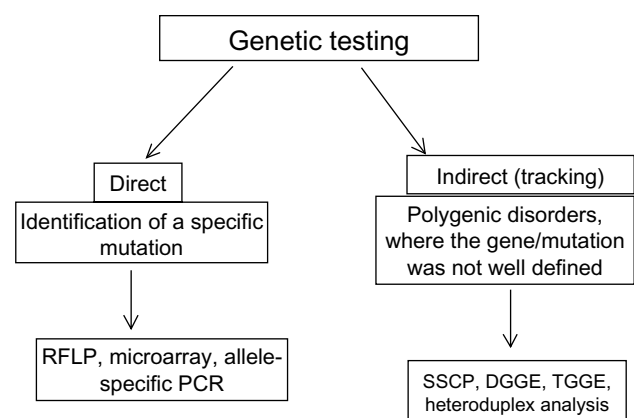 Genetic testing
Direct
Identification of a specific
mutation
RFLP, microarray, allele-
specific PCR
Indirect (tracking)
Polygenic disorders,
where the gene/mutation
was not well defined
SSCP, DGGE, TGGE,
heteroduplex analysis